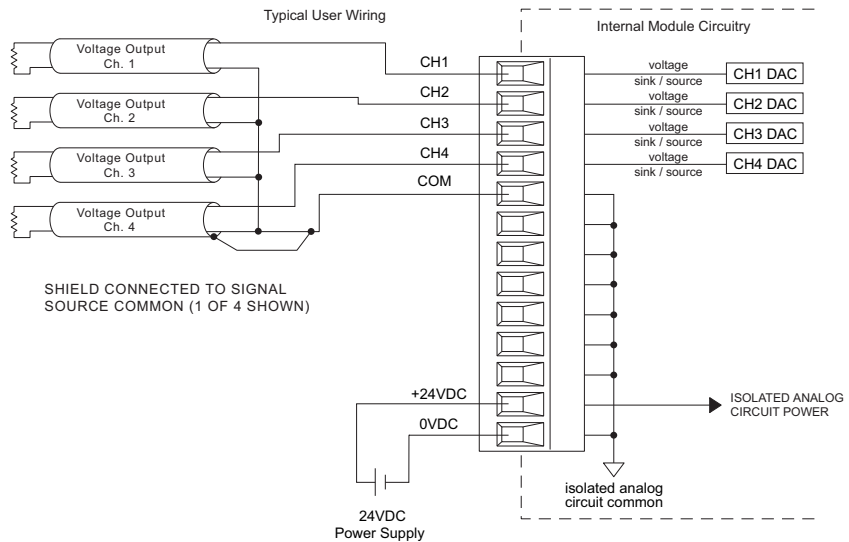 Typical User Wiring
Internal Module Circuitry
Voltage Output
Ch. 1
Voltage Output
Ch. 2
Voltage Output
Ch. 3
Voltage Output
Ch. 4
CH1
CH2
CH3
CH4
COM
voltage
sink / source
CH1 DAC
voltage
sink / source
CH2 DAC
voltage
sink / source
CH3 DAC
voltage
sink / source
CH4 DAC
SHIELD CONNECTED TO SIGNAL
SOURCE COMMON (1 OF 4 SHOWN)
+24VDC
0VDC
ISOLATED ANALOG
CIRCUIT POWER
isolated analog
circuit common
24VDC
Power Supply